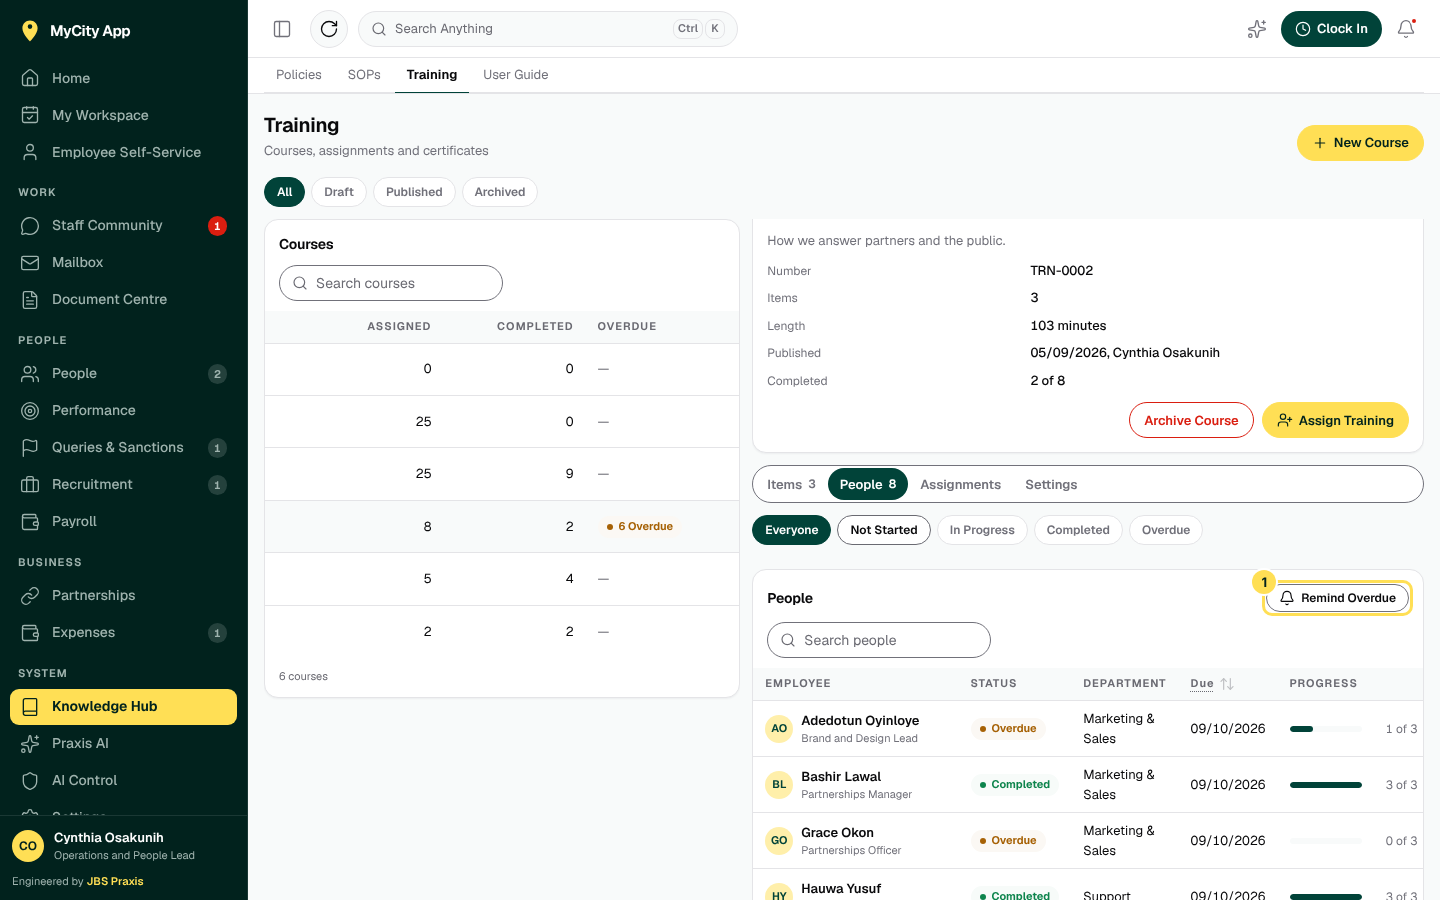 MyCity App
Home
My Workspace
Employee Self-Service
WORK
Staff Community 1
Mailbox
Document Centre
PEOPLE
People 2
Performance
Queries & Sanctions 1
Recruitment 1
Payroll
BUSINESS
Partnerships
Expenses 1
SYSTEM
Knowledge Hub
Praxis AI
AI Control
CO
Cynthia Osakunih
Operations and People Lead
Engineered by JBS Praxis
Search Anything Ctrl K
Clock In
Policies SOPs Training User Guide
Training
Courses, assignments and certificates
New Course
All Draft Published Archived
Courses
Search courses
ASSIGNED COMPLETED OVERDUE
0 0 —
25 0 —
25 9 —
8 2 6 Overdue
5 4 —
2 2 —
6 courses
How we answer partners and the public.
Number TRN-0002
Items 3
Length 103 minutes
Published 05/09/2026, Cynthia Osakunih
Completed 2 of 8
Archive Course Assign Training
Items 3 People 8 Assignments Settings
Everyone Not Started In Progress Completed Overdue
1
People Remind Overdue
Search people
EMPLOYEE STATUS DEPARTMENT Due PROGRESS
AO Adedotun Oyinloye Overdue Marketing & Sales 09/10/2026 1 of 3
Brand and Design Lead
BL Bashir Lawal Completed Marketing & Sales 09/10/2026 3 of 3
Partnerships Manager
GO Grace Okon Overdue Marketing & Sales 09/10/2026 0 of 3
Partnerships Officer
HY Hauwa Yusuf Completed Support 09/10/2026 3 of 3